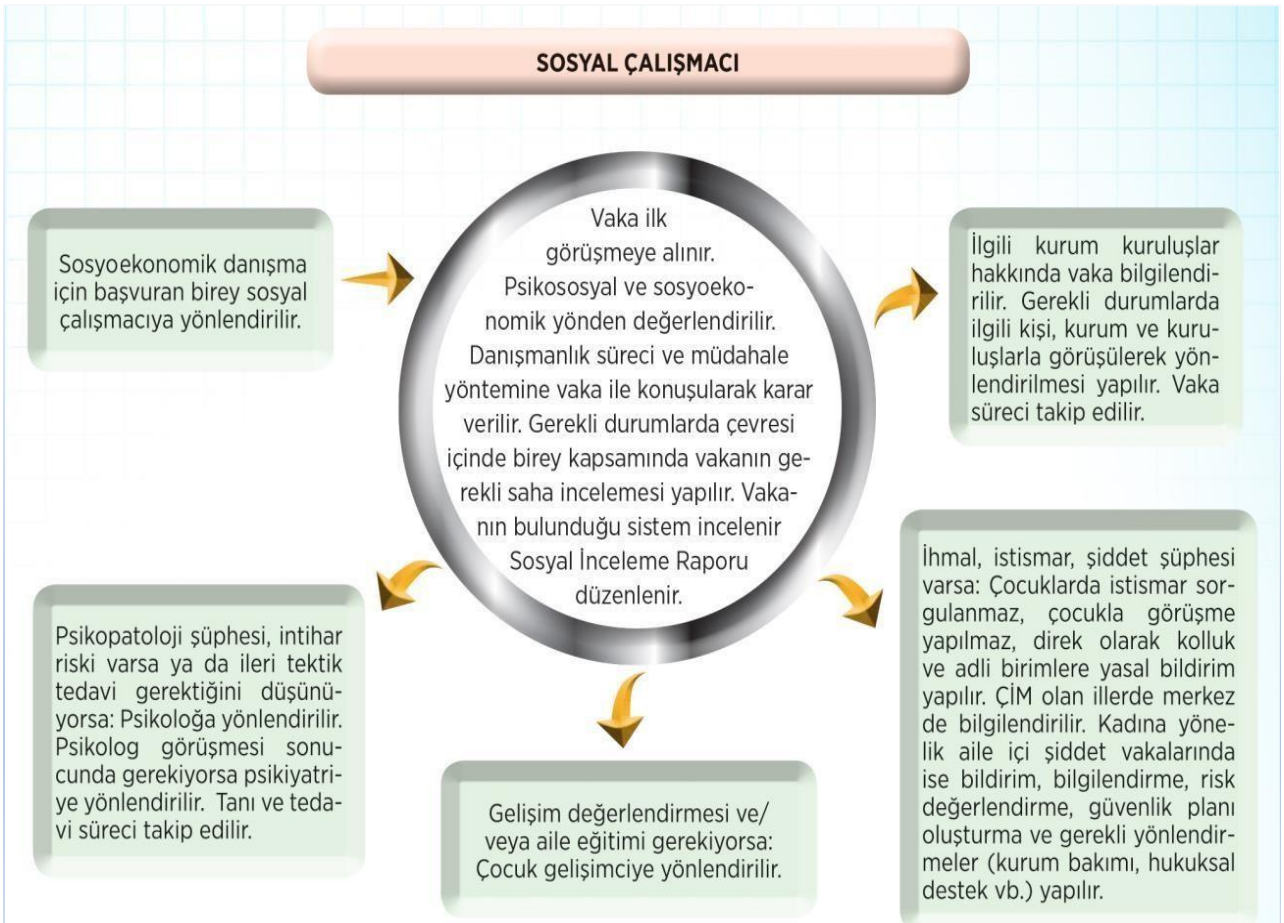 SOSYAL ÇALIŞMACI
Sosyoekonomik danışma
için başvuran birey sosyal
çalışmacıya yönlendirilir.
Vaka ilk
görüşmeye alınır.
Psikososyal ve sosyoeko-
nomik yönden değerlendirilir.
Danışmanlık süreci ve müdahale
yöntemine vaka ile konuşularak karar
verilir. Gerekli durumlarda çevresi
içinde birey kapsamında vakanın ge-
rekli saha incelemesi yapılır. Vaka-
nın bulunduğu sistem incelenir
Sosyal İnceleme Raporu
düzenlenir.
İlgili kurum kuruluşlar
hakkında vaka bilgilendi-
rilir. Gerekli durumlarda
ilgili kişi, kurum ve kuru-
luşlarla görüşülerek yön-
lendirilmesi yapılır. Vaka
süreci takip edilir.
Psikopatoloji şüphesi, intihar
riski varsa ya da ileri tektik
tedavi gerektiğini düşünü-
yorsa: Psikoloğa yönlendirilir.
Psikolog görüşmesi sonu-
cunda gerekiyorsa psikiyatri-
ye yönlendirilir. Tanı ve teda-
vi süreci takip edilir.
Gelişim değerlendirmesi ve/
veya aile eğitimi gerekiyorsa:
Çocuk gelişimciye yönlendirilir.
İhmal, istismar, şiddet şüphesi
varsa: Çocuklarda istismar sor-
gulanmaz, çocukla görüşme
yapılmaz, direk olarak kolluk
ve adli birimlere yasal bildirim
yapılır. ÇİM olan illerde merkez
de bilgilendirilir. Kadına yöne-
lik aile içi şiddet vakalarında
ise bildirim, bilgilendirme, risk
değerlendirme, güvenlik planı
oluşturma ve gerekli yönlendir-
meler (kurum bakımı, hukuksal
destek vb.) yapılır.